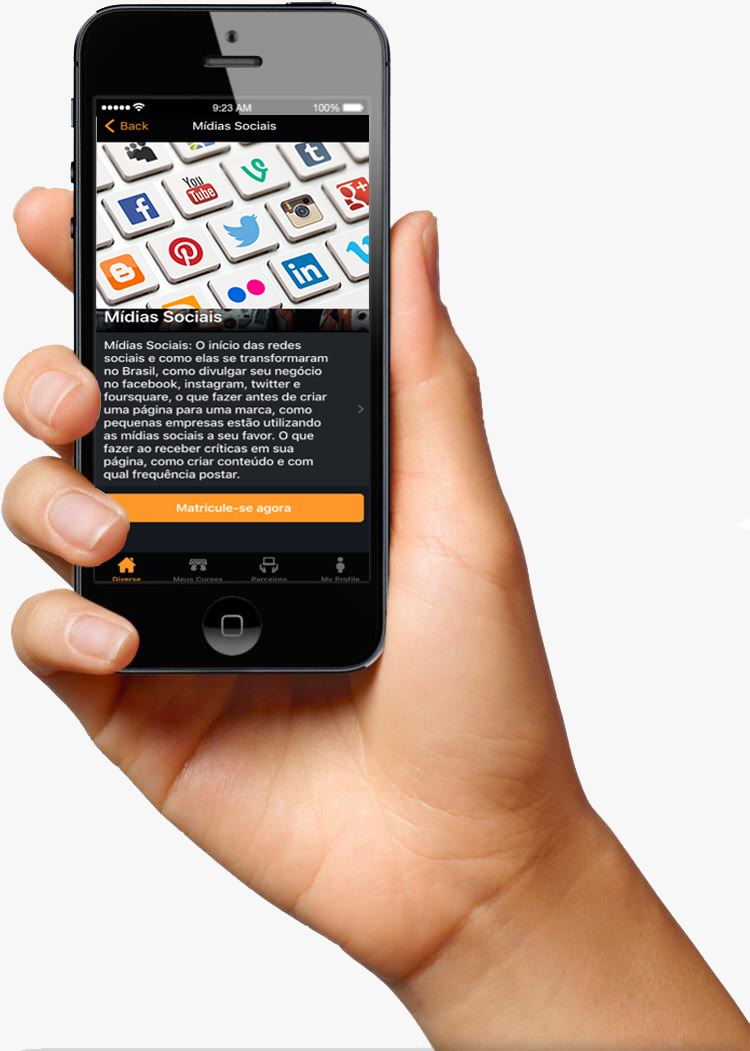 9:23 AM
100%
Back
Mídias Sociais
You
Tube
Mídias Sociais
Mídias Sociais: O início das redes
sociais e como elas se transformaram
no Brasil, como divulgar seu negócio
no facebook, instagram, twitter e
foursquare, o que fazer antes de criar
uma página para uma marca, como
pequenas empresas estão utilizando
as mídias sociais a seu favor. O que
fazer ao receber críticas em sua
página, como criar conteúdo e com
qual frequência postar.
Matricule-se agora
Diverse
Meus Cursos
Parceiros
My Profile